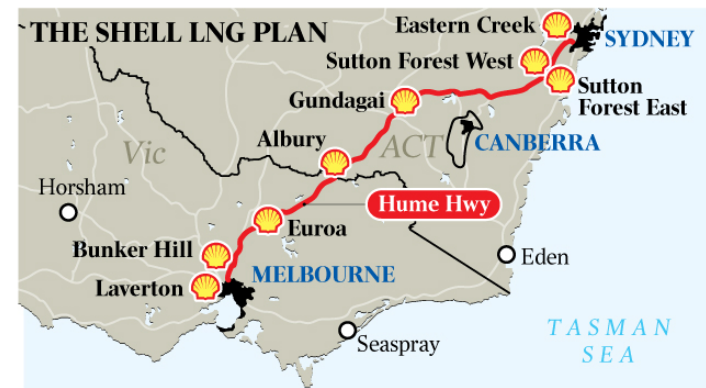 THE SHELL LNG PLAN
Eastern Creek
SYDNEY
Sutton Forest West
Sutton
Forest East
Gundagai
Albury
Vic
ACT
CANBERRA
Horsham
Hume Hwy
Euroa
Bunker Hill
Eden
Laverton
MELBOURNE
TASMAN
SEA
Seaspray